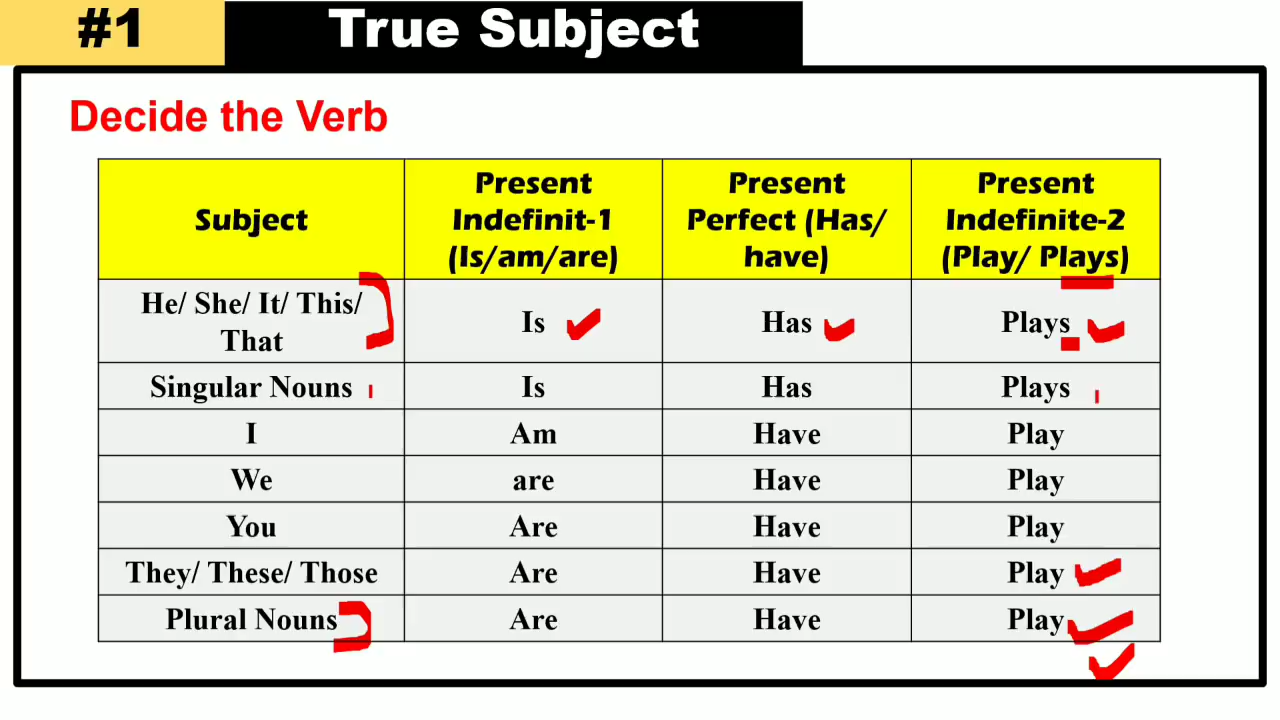 #1
True Subject
Decide the Verb
Subject
Present
Indefinit-1
(Is/am/are)
Present
Perfect (Has/
have)
Present
Indefinite-2
(Play/ Plays)
He/ She/ It/ This/
That
Is
Has
Plays
Singular Nouns
Is
Has
Plays
I
Am
Have
Play
We
are
Have
Play
You
Are
Have
Play
They/ These/ Those
Are
Have
Play
Plural Nouns
Are
Have
Play